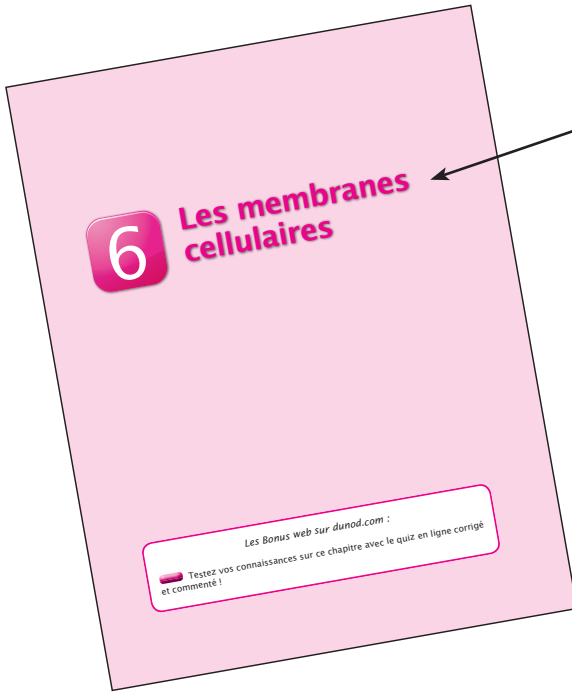 6
Les membranes
cellulaires
Les Bonus web sur dunod.com :
Testez vos connaissances sur ce chapitre avec le quiz en ligne corrigé
et commenté !